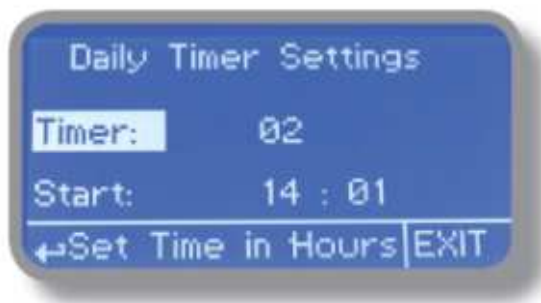 Daily Timer Settings
Timer: 02
Start: 14 : 01
↵Set Time in Hours EXIT